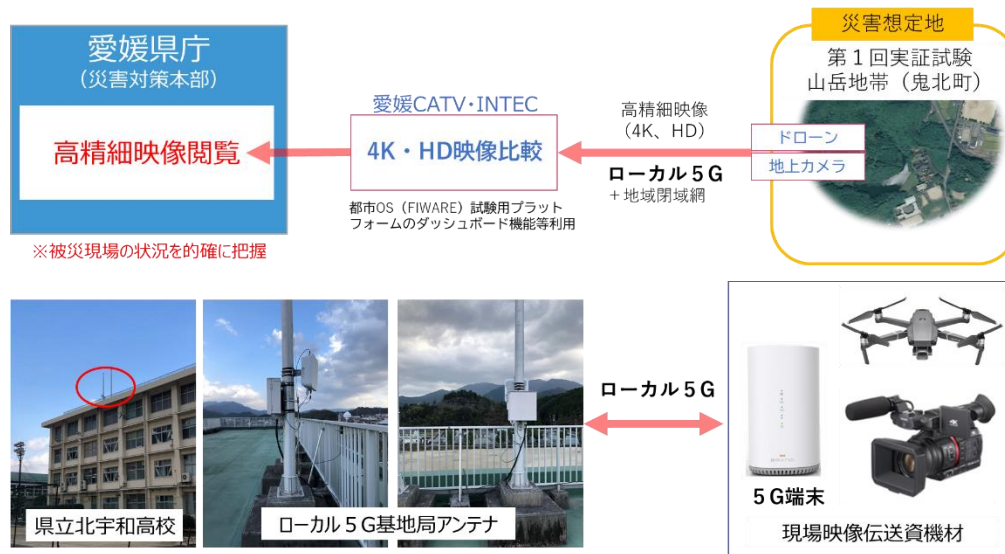 愛媛県庁
（災害対策本部）
高精細映像閲覧
※被災現場の状況を的確に把握
愛媛CATV・INTEC
4K・HD映像比較
都市OS（FIWARE）試験用プラット
フォームのダッシュボード機能等利用
高精細映像
（4K、HD）
ローカル５G
＋地域閉域網
災害想定地
第１回実証試験
山岳地帯（鬼北町）
ドローン
地上カメラ
県立北宇和高校
ローカル５G基地局アンテナ
ローカル５G
５G端末
現場映像伝送資機材